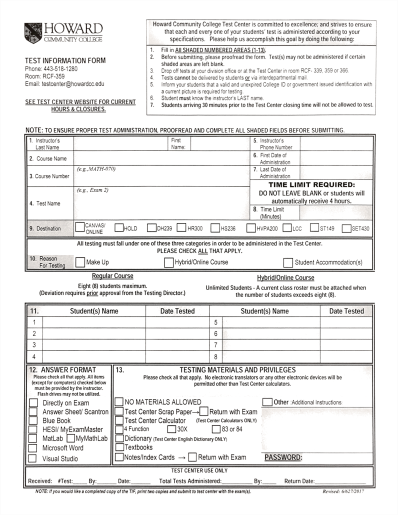 HOWARD
COMMUNITY COLLEGE
TEST INFORMATION FORM
Phone: 443-518-1280
Room: RCF-359
Email: testcenter@howardcc.edu
SEE TEST CENTER WEBSITE FOR CURRENT
HOURS & CLOSURES.
Howard Community College Test Center is committed to excellence; and strives to ensure
that each and every one of your students' test is administered according to your
specifications. Please help us accomplish this goal by doing the following:
1. Fill in All SHADED NUMBERED AREAS (1-13).
2. Before submitting, please proofread the form. Test(s) may not be administered if certain
shaded areas are left blank.
3. Drop off tests at your division office or at the Test Center in room RCF- 339, 359 or 366.
4. Tests cannot be delivered by students or via interdepartmental mail.
5. Inform your students that a valid and unexpired College ID or government issued identification with
a current picture is required for testing
6. Student must know the instructor's LAST name
7. Students arriving 30 minutes prior to the Test Center closing time will not be allowed to test.
NOTE: TO ENSURE PROPER TEST ADMINISTRATION, PROOFREAD AND COMPLETE ALL SHADED FIELDS BEFORE SUBMITTING.
1. Instructor's
Last Name
First
Name:
5. Instructor's
Phone Number
2. Course Name
6. First Date of
Administration
3. Course Number
(e.g., MATH-070)
7. Last Date of
Administration
4. Test Name
(e.g., Exam 2)
TIME LIMIT REQUIRED:
DO NOT LEAVE BLANK or students will
automatically receive 4 hours.
8. Time Limit
(Minutes)
9. Destination
CANVAS/
ONLINE
HOLD
DH239
HR300
HS236
HVPA200
LCC
ST149
SET430
All testing must fall under one of these three categories in order to be administered in the Test Center.
PLEASE CHECK ALL THAT APPLY.
10. Reason
For Testing
Make Up
Hybrid/Online Course
Student Accommodation(s)
Regular Course
Eight (8) students maximum.
(Deviation requires prior approval from the Testing Director.)
Hybrid/Online Course
Unlimited Students - A current class roster must be attached when
the number of students exceeds eight (8).
11. Student(s) Name Date Tested Student(s) Name Date Tested
1 5
2 6
3 7
4 8
12. ANSWER FORMAT
Please check all that apply. All items
(except for computers) checked below
must be provided by the instructor.
Flash drives may not be utilized.
Directly on Exam
Answer Sheet/ Scantron
Blue Book
HESI/ MyExamMaster
MatLab MyMathLab
Microsoft Word
Visual Studio
13. TESTING MATERIALS AND PRIVILEGES
Please check all that apply. No electronic translators or any other electronic devices will be
permitted other than Test Center calculators.
NO MATERIALS ALLOWED
Test Center Scrap Paper→ Return with Exam
Test Center Calculator (Test Center Calculators ONLY)
4 Function 30X 83 or 84
Dictionary (Test Center English Dictionary ONLY)
Textbooks
Notes/Index Cards → Return with Exam
Other Additional Instructions
PASSWORD:
TEST CENTER USE ONLY
Received: #Test: By: Date: Total Tests Administered: By: Return Date:
NOTE: If you would like a completed copy of the TIF, print two copies and submit to test center with the exam(s).
Revised: 6/627/2017